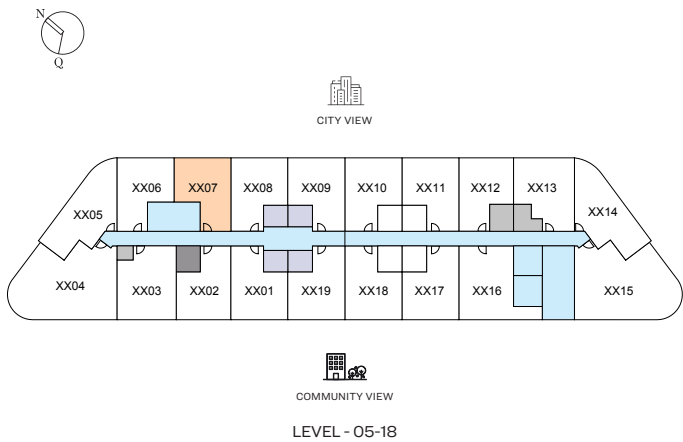 N
Q
CITY VIEW
XX06 XX07 XX08 XX09 XX10 XX11 XX12 XX13
XX05 XX14
XX04 XX03 XX02 XX01 XX19 XX18 XX17 XX16 XX15
COMMUNITY VIEW
LEVEL - 05-18